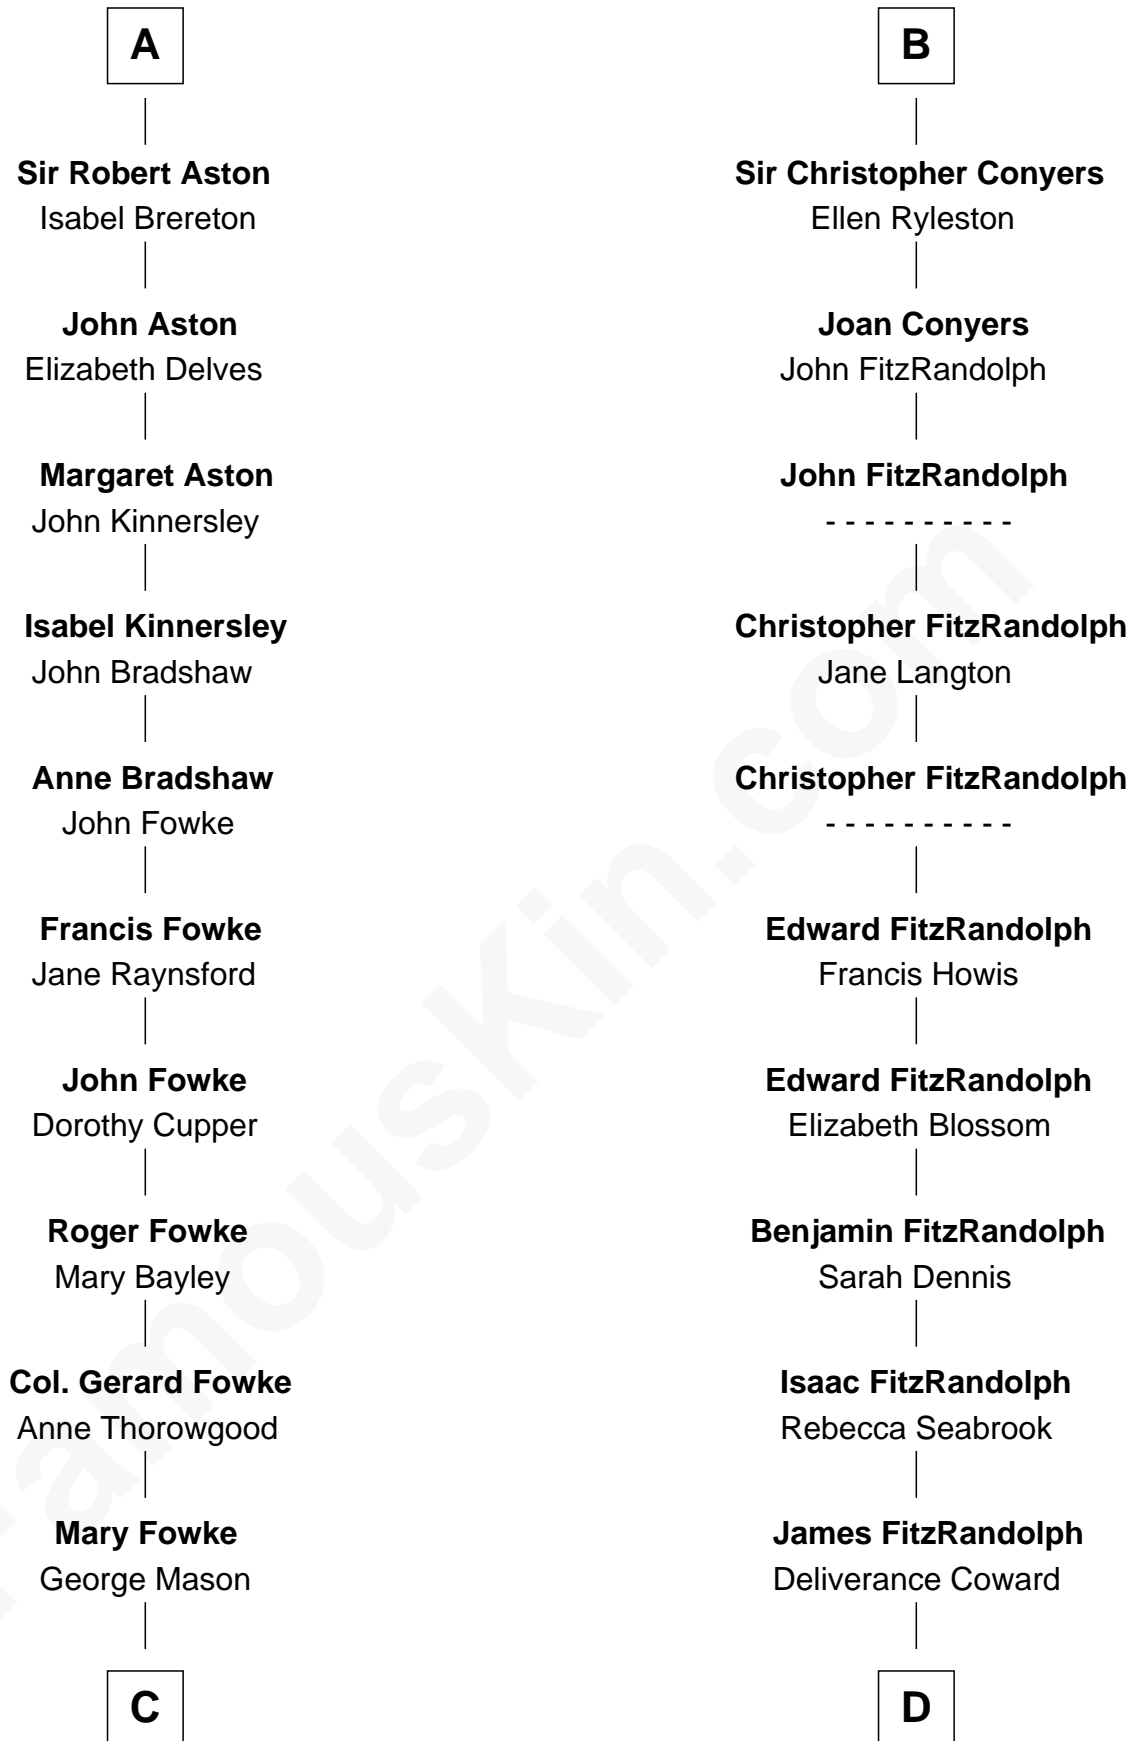 A
Sir Robert Aston
Isabel Brereton
John Aston
Elizabeth Delves
Margaret Aston
John Kinnersley
Isabel Kinnersley
John Bradshaw
Anne Bradshaw
John Fowke
Francis Fowke
Jane Raynsford
John Fowke
Dorothy Cupper
Roger Fowke
Mary Bayley
Col. Gerard Fowke
Anne Thorowgood
Mary Fowke
George Mason
C
B
Sir Christopher Conyers
Ellen Ryleston
Joan Conyers
John FitzRandolph
John FitzRandolph
- - - - - - - - - -
Christopher FitzRandolph
Jane Langton
Christopher FitzRandolph
- - - - - - - - - -
Edward FitzRandolph
Francis Howis
Edward FitzRandolph
Elizabeth Blossom
Benjamin FitzRandolph
Sarah Dennis
Isaac FitzRandolph
Rebecca Seabrook
James FitzRandolph
Deliverance Coward
D
FamousKin.com